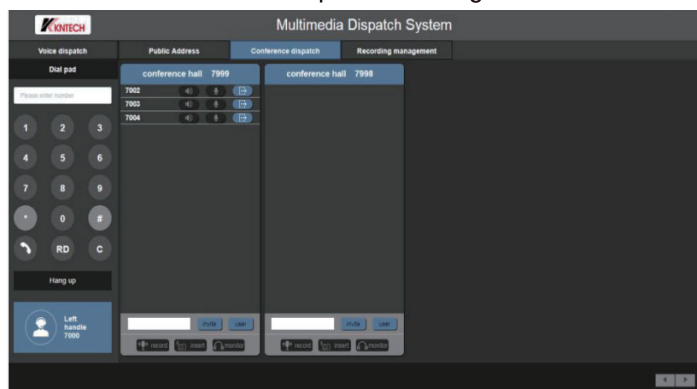 KNTECH
Multimedia Dispatch System
Voice dispatch
Public Address
Conference dispatch
Recording management
Dial pad
Please enter number
1 2 3
4 5 6
7 8 9
* 0 #
RD C
Hang up
Left
handle
7000
conference hall 7999
7002
7003
7004
invite user
record insert monitor
conference hall 7998
invite user
record insert monitor